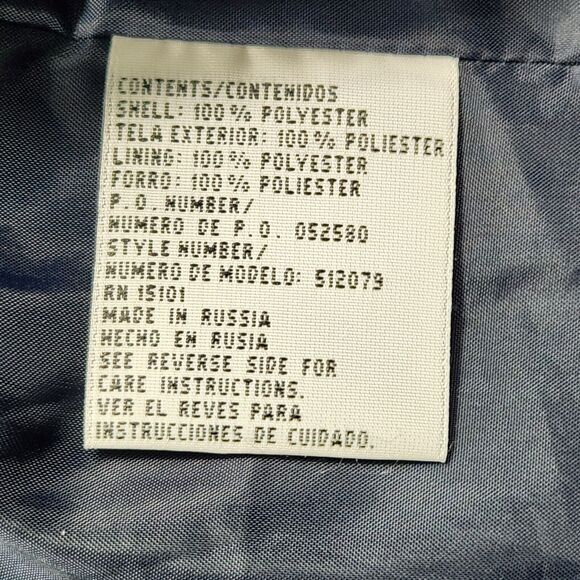 CONTENTS/CONTENIDOS
SHELL: 100% POLYESTER
TELA EXTERIOR: 100% POLIESTER
LINING: 100% POLYESTER
FORRO: 100% POLIESTER
P.O. NUMBER/
NUMERO DE P.O. 052580
STYLE NUMBER/
NUMERO DE MODELO: 512079
RN 15101
MADE IN RUSSIA
HECHO EN RUSIA
SEE REVERSE SIDE FOR
CARE INSTRUCTIONS.
VER EL REVES PARA
INSTRUCCIONES DE CUIDADO.